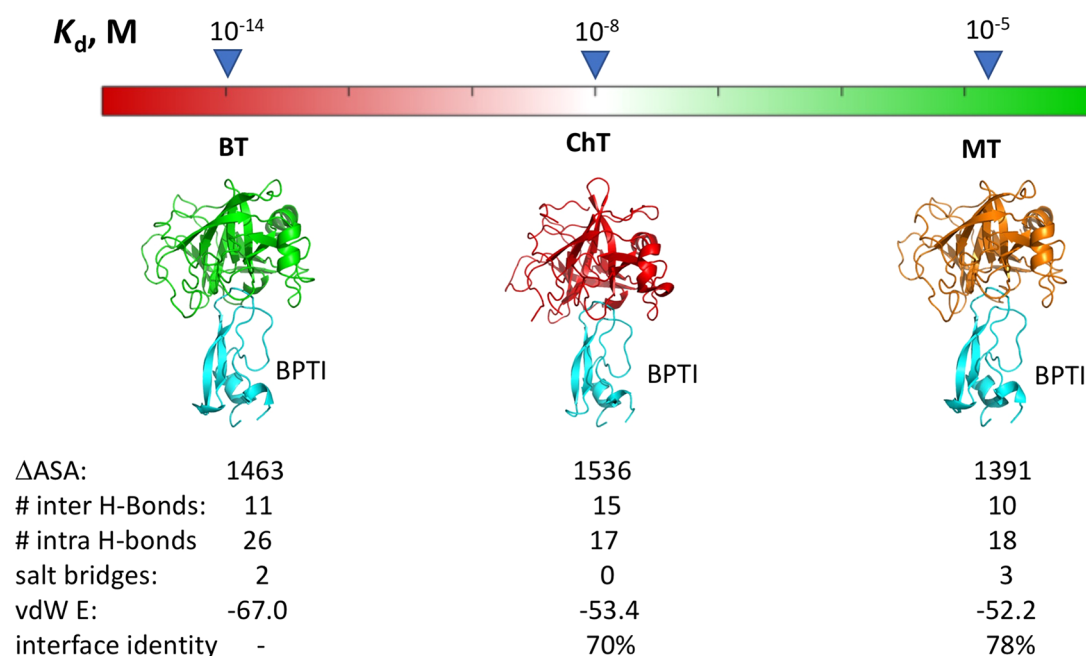 Kd, M 10-14 10-8 10-5
BT ChT MT
BPTI BPTI BPTI
ΔASA: 1463 1536 1391
# inter H-Bonds: 11 15 10
# intra H-bonds 26 17 18
salt bridges: 2 0 3
vdW E: -67.0 -53.4 -52.2
interface identity - 70% 78%